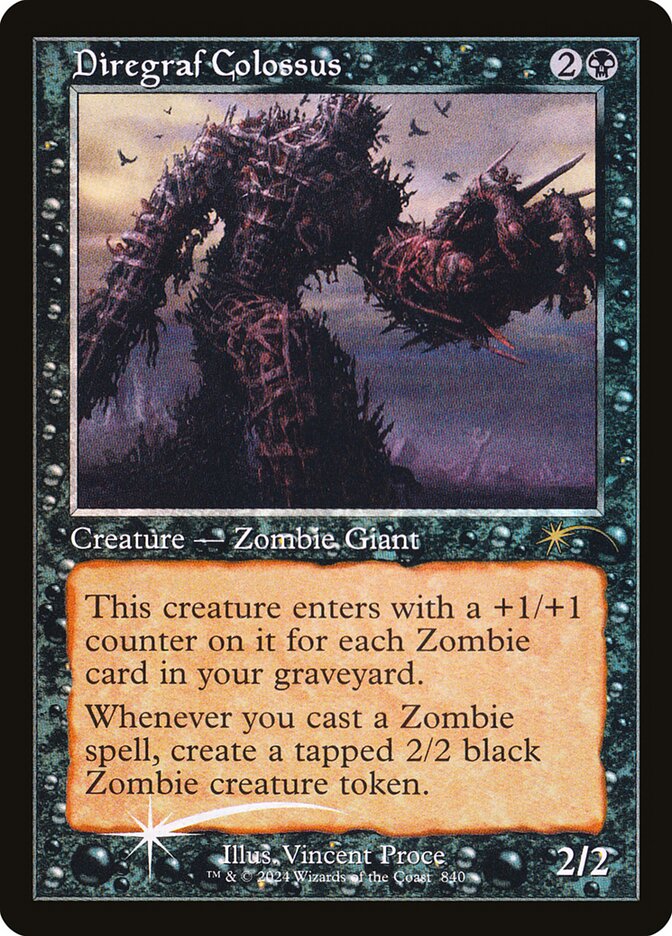 Diregraf Colossus 2
Creature — Zombie Giant
This creature enters with a +1/+1
counter on it for each Zombie
card in your graveyard.
Whenever you cast a Zombie
spell, create a tapped 2/2 black
Zombie creature token.
Illus. Vincent Proce
™ & © 2024 Wizards of the Coast 840
2/2